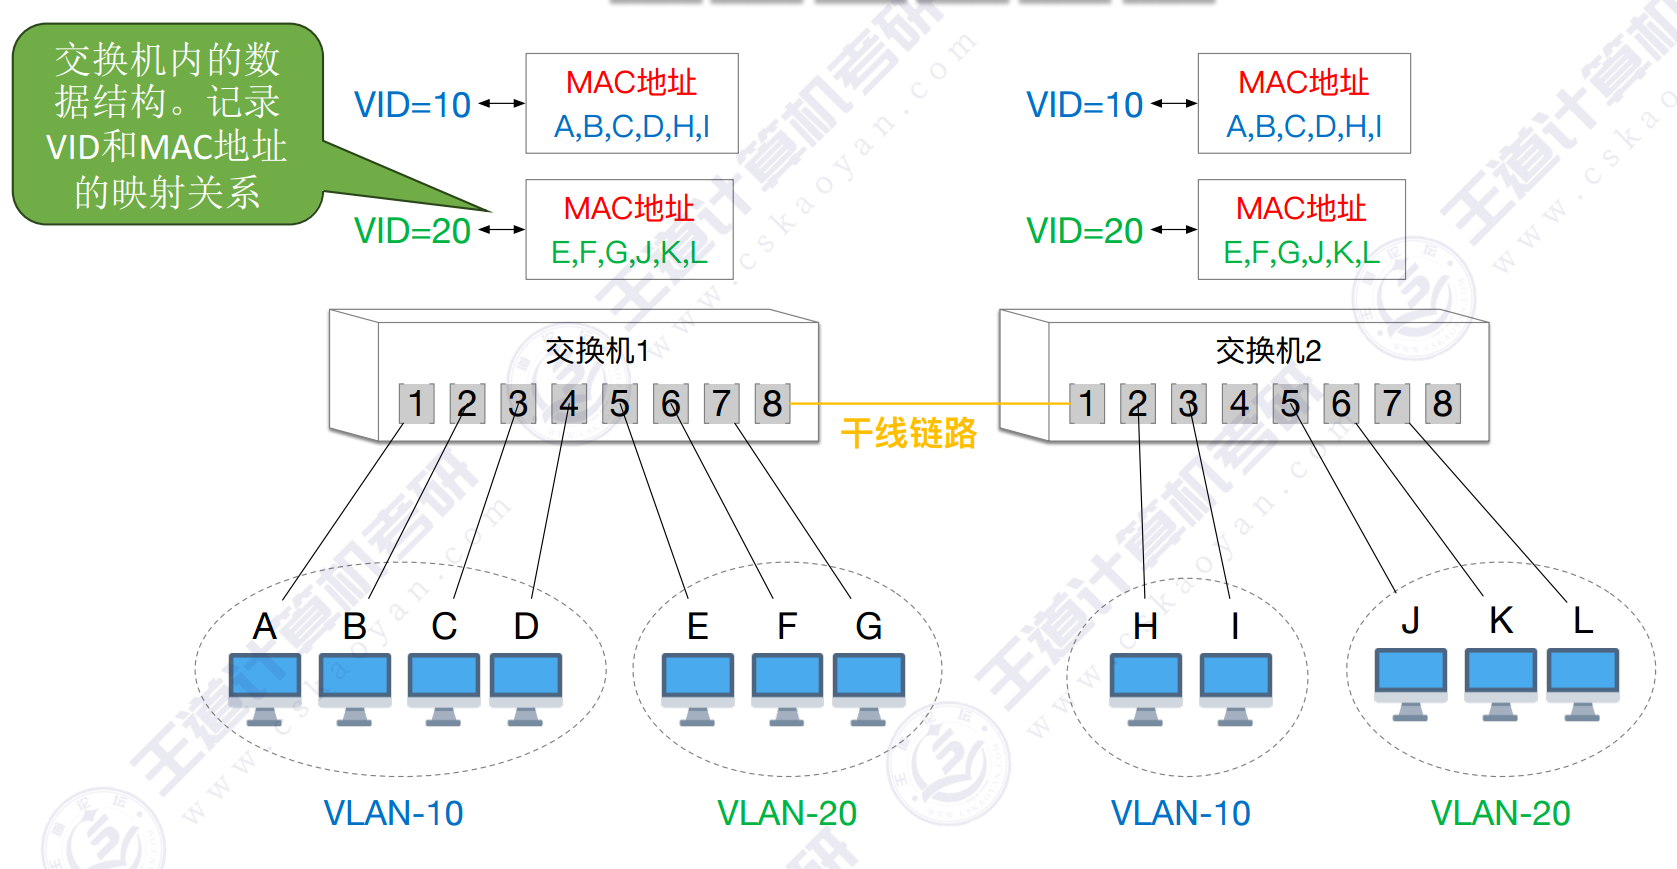 交换机内的数
据结构。记录
VID和MAC地址
的映射关系
VID=10
MAC地址
A,B,C,D,H,I
VID=20
MAC地址
E,F,G,J,K,L
VID=10
MAC地址
A,B,C,D,H,I
VID=20
MAC地址
E,F,G,J,K,L
交换机1
1 2 3 4 5 6 7 8
干线链路
交换机2
1 2 3 4 5 6 7 8
A B C D
E F G
H I
J K L
VLAN-10
VLAN-20
VLAN-10
VLAN-20
王道计算机考研
www.cskaoyan.com